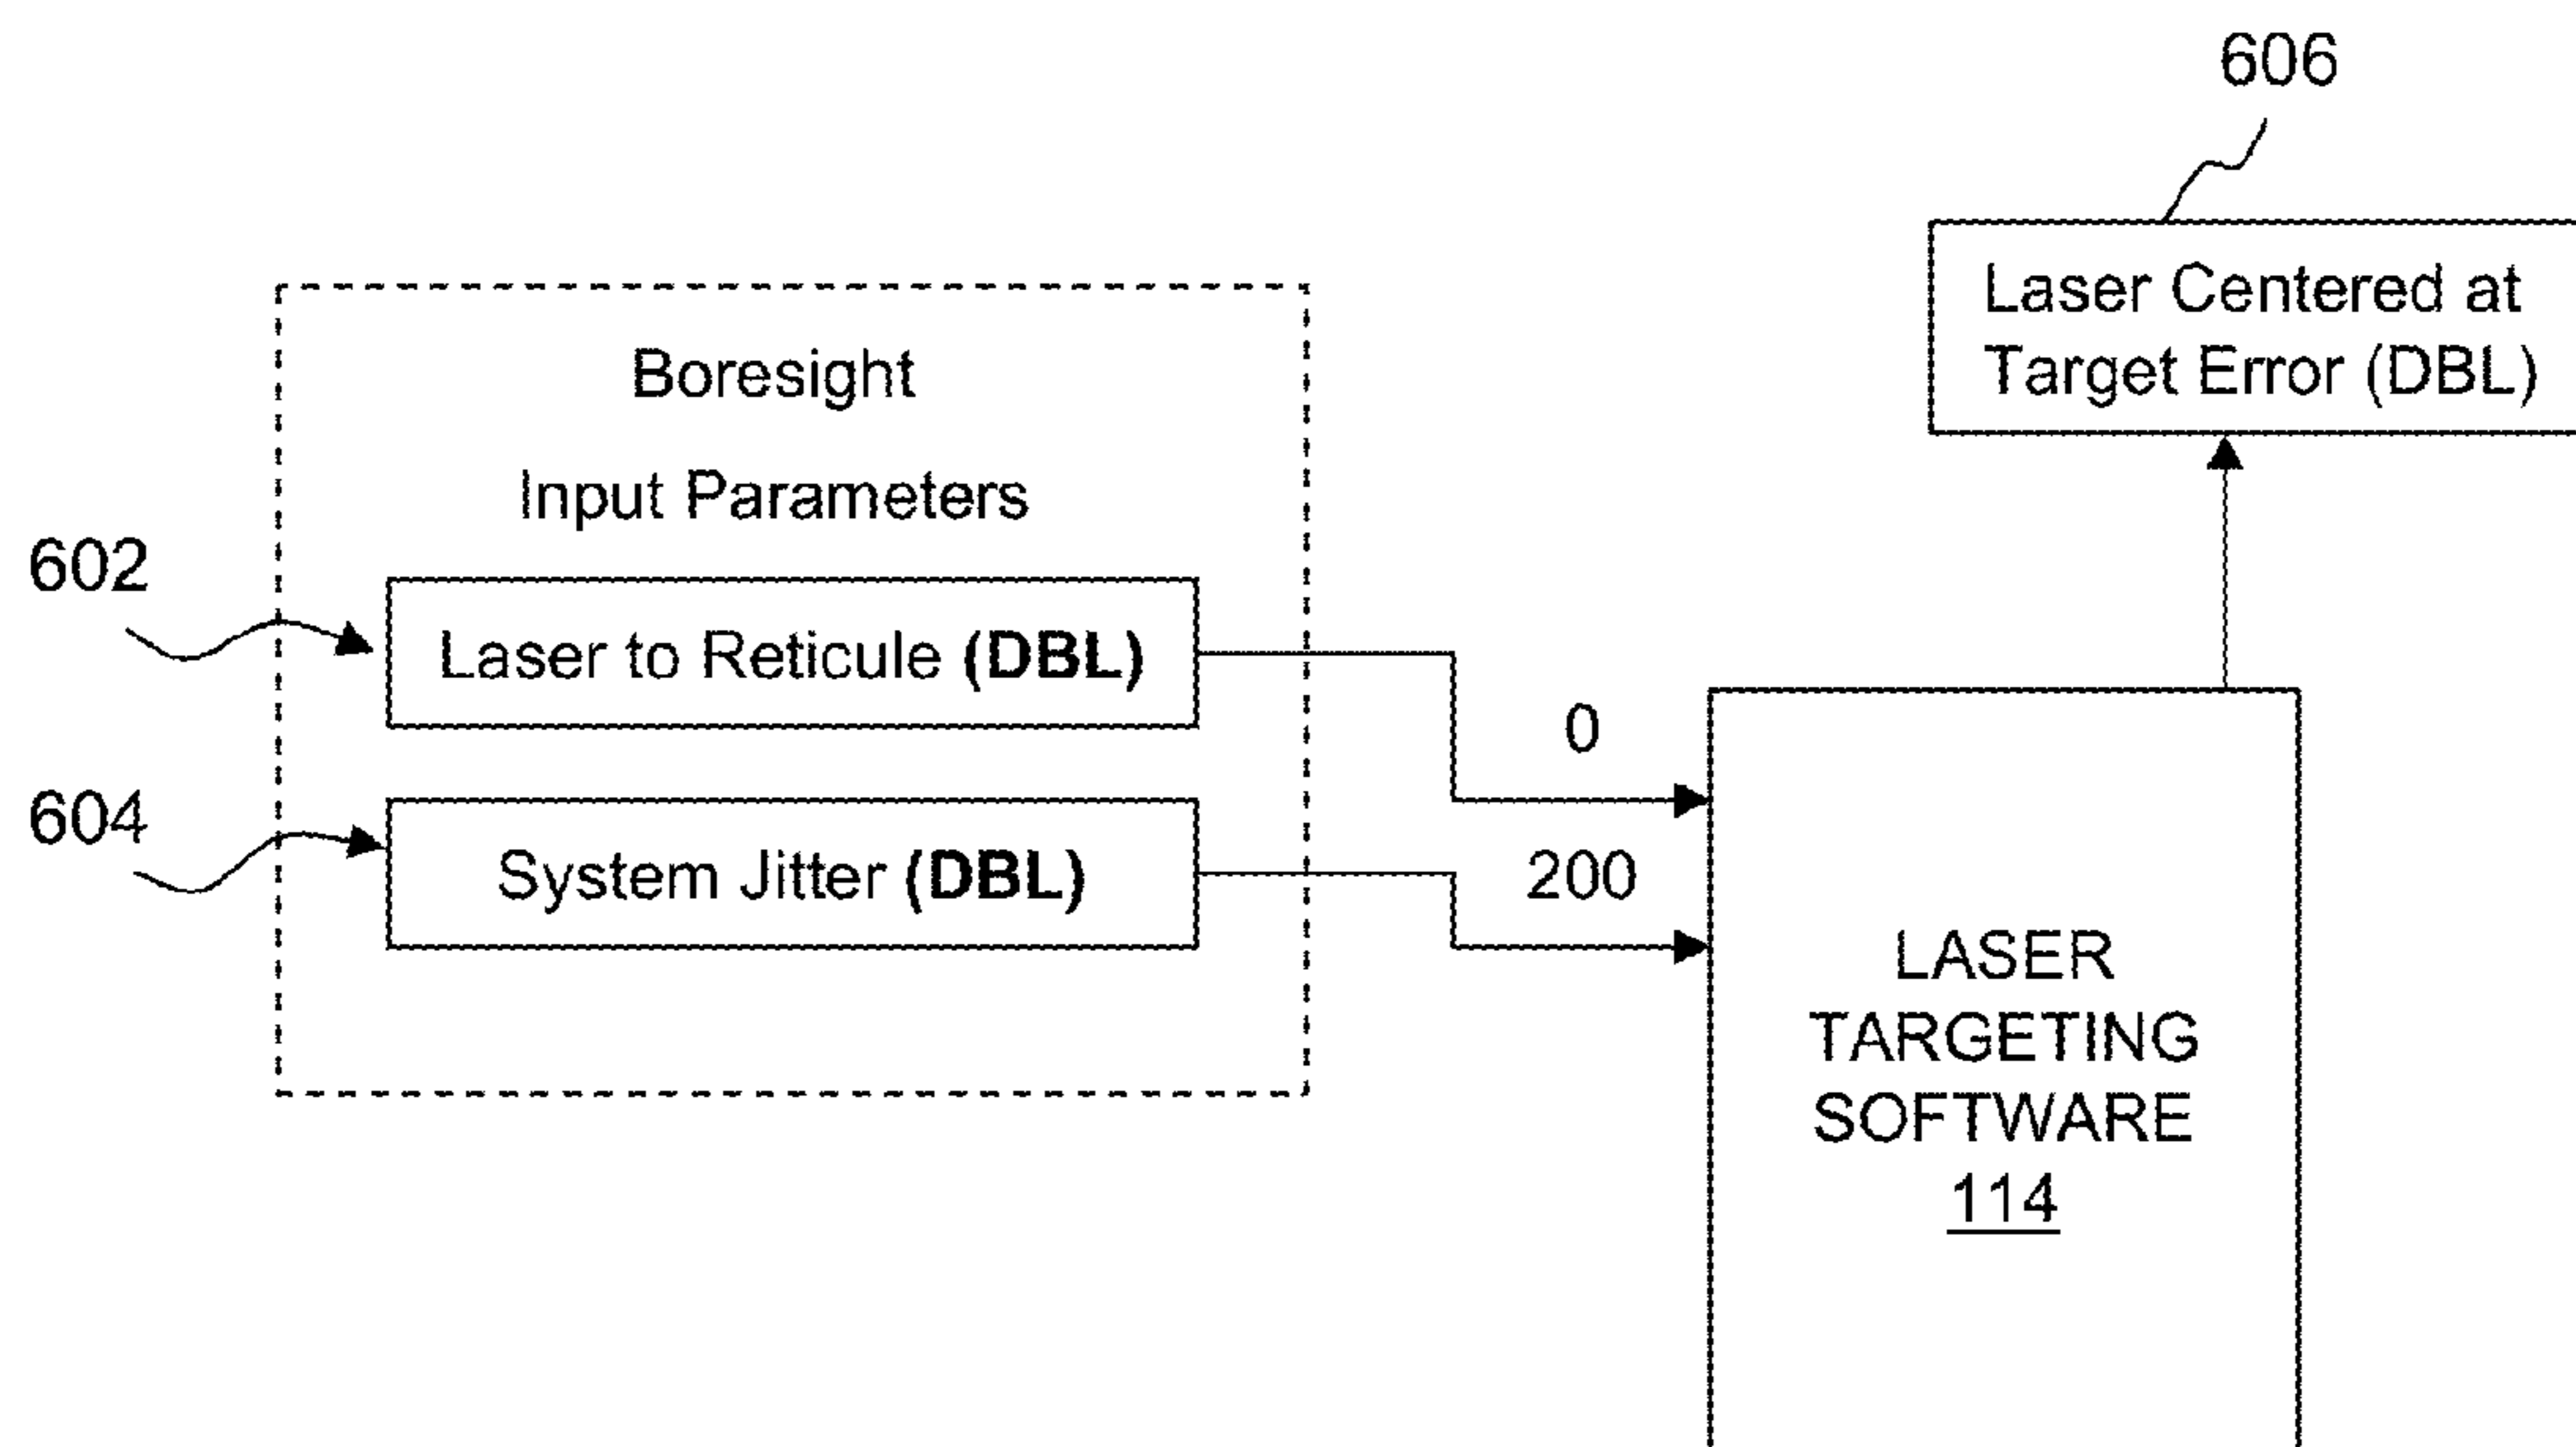 606
Laser Centered at
Target Error (DBL)
Boresight
Input Parameters
602
Laser to Reticule (DBL)
0
604
System Jitter (DBL)
200
LASER
TARGETING
SOFTWARE
114